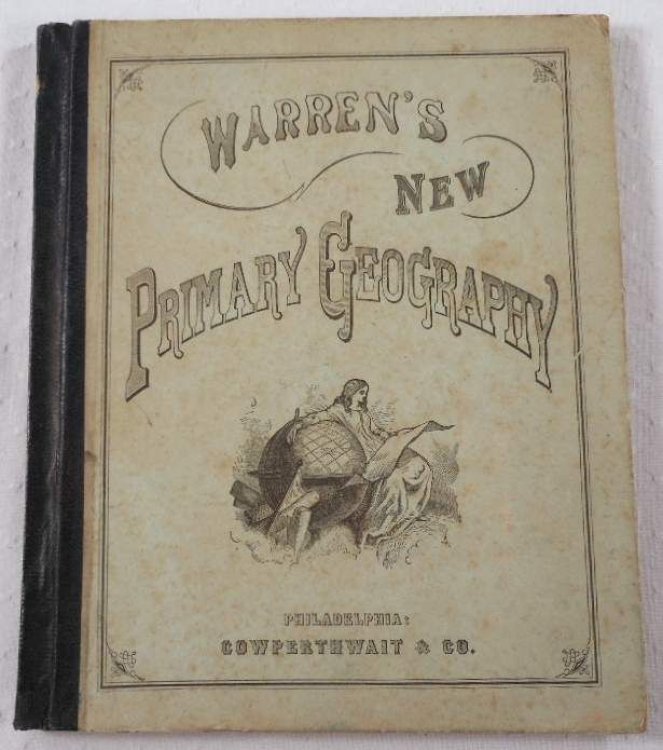 WARREN'S
NEW
PRIMARY GEOGRAPHY
PHILADELPHIA:
COWPERTHWAIT & CO.